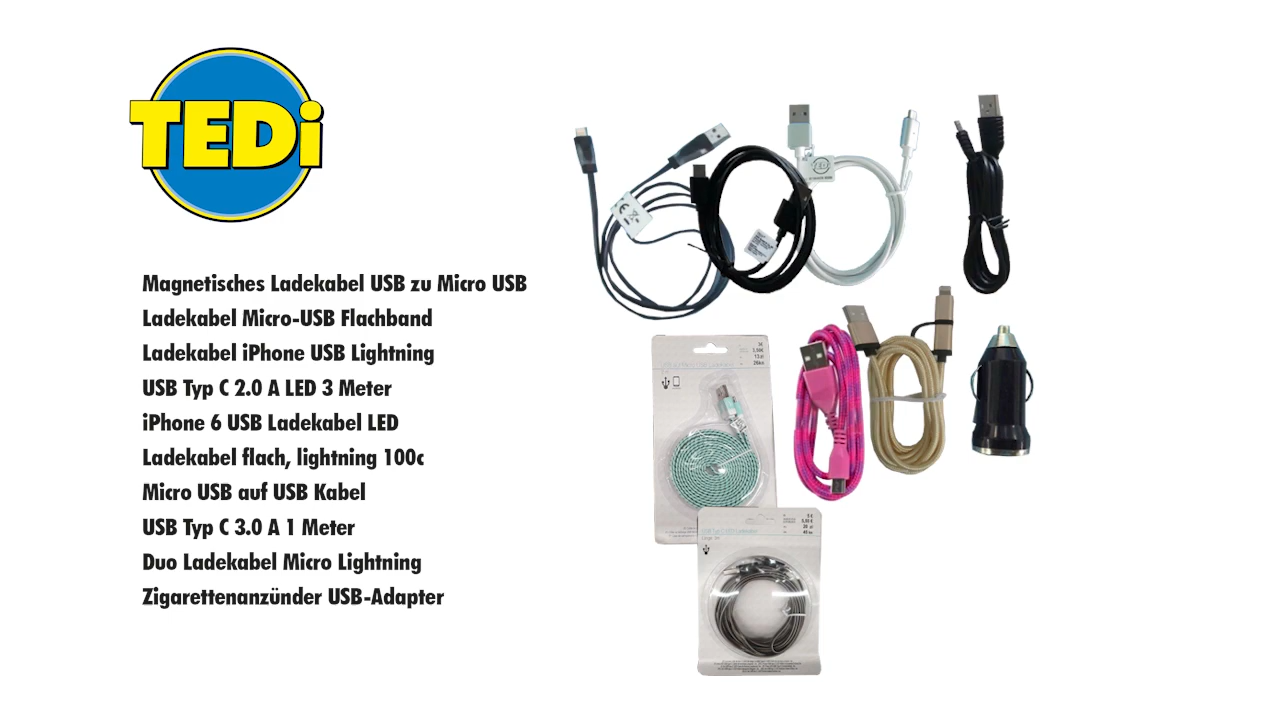 TEDi
Magnetisches Ladekabel USB zu Micro USB
Ladekabel Micro-USB Flachband
Ladekabel iPhone USB Lightning
USB Typ C 2.0 A LED 3 Meter
iPhone 6 USB Ladekabel LED
Ladekabel flach, lightning 100c
Micro USB auf USB Kabel
USB Typ C 3.0 A 1 Meter
Duo Ladekabel Micro Lightning
Zigarettenanzünder USB-Adapter
TEDi
CE